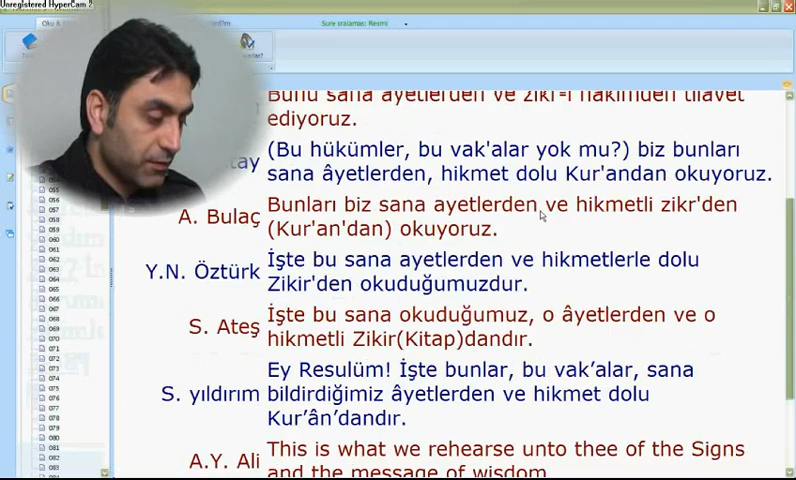 Unregistered HyperCam 2
Sure sıralaması: Resmi
Bunu sana ayetlerden ve zikr-i hakimden tilavet
ediyoruz.
(Bu hükümler, bu vak'alar yok mu?) biz bunları
sana âyetlerden, hikmet dolu Kur'andan okuyoruz.
A. Bulaç
Bunları biz sana ayetlerden ve hikmetli zikr'den
(Kur'an'dan) okuyoruz.
Y.N. Öztürk
İşte bu sana ayetlerden ve hikmetlerle dolu
Zikir'den okuduğumuzdur.
S. Ateş
İşte bu sana okuduğumuz, o âyetlerden ve o
hikmetli Zikir(Kitap)dandır.
S. yıldırım
Ey Resulüm! İşte bunlar, bu vak’alar, sana
bildirdiğimiz âyetlerden ve hikmet dolu
Kur’ân’dandır.
A.Y. Ali
This is what we rehearse unto thee of the Signs
and the message of wisdom
055
056
057
058
059
060
061
062
063
064
065
066
067
068
069
070
071
072
073
074
075
076
077
078
079
080
081
082
083